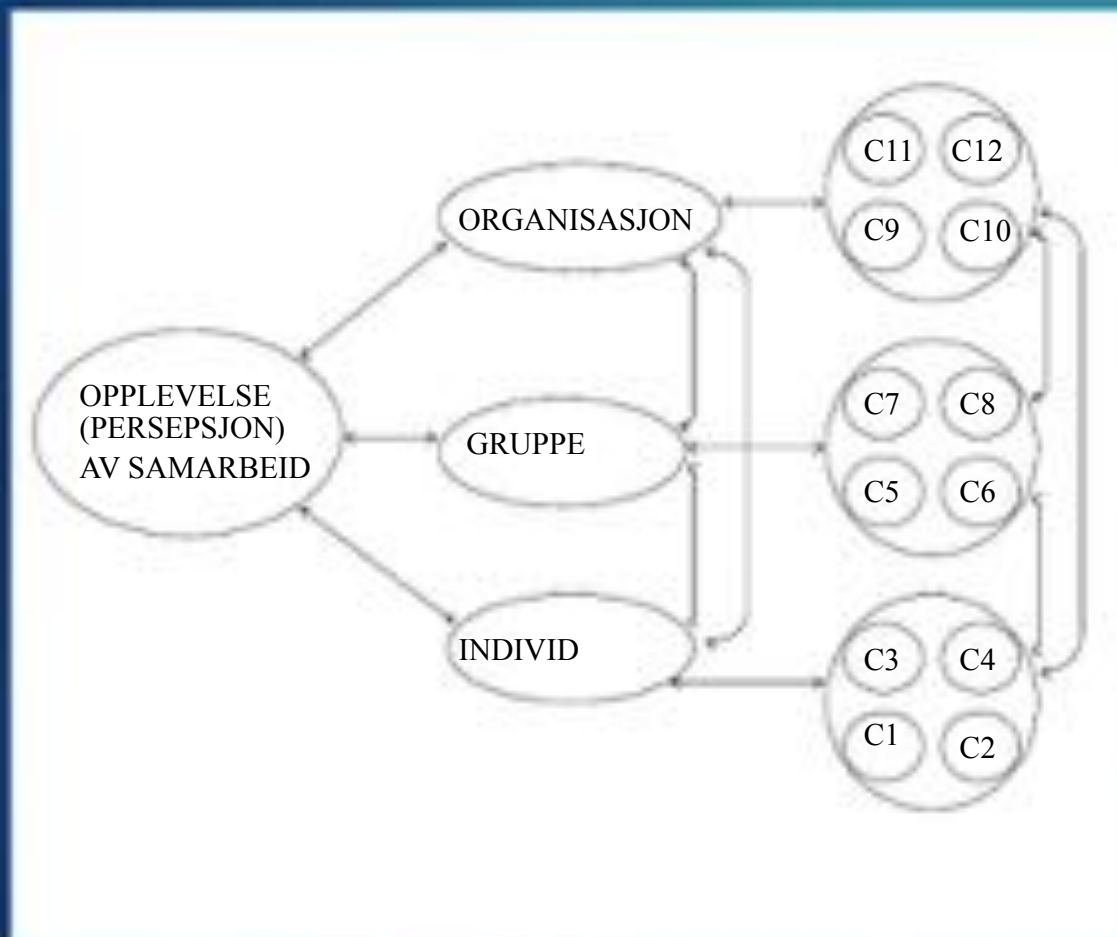 C11 C12
ORGANISASJON
C9 C10
OPPLEVELSE
(PERSEPSJON)
AV SAMARBEID
C7 C8
GRUPPE
C5 C6
INDIVID
C3 C4
C1 C2